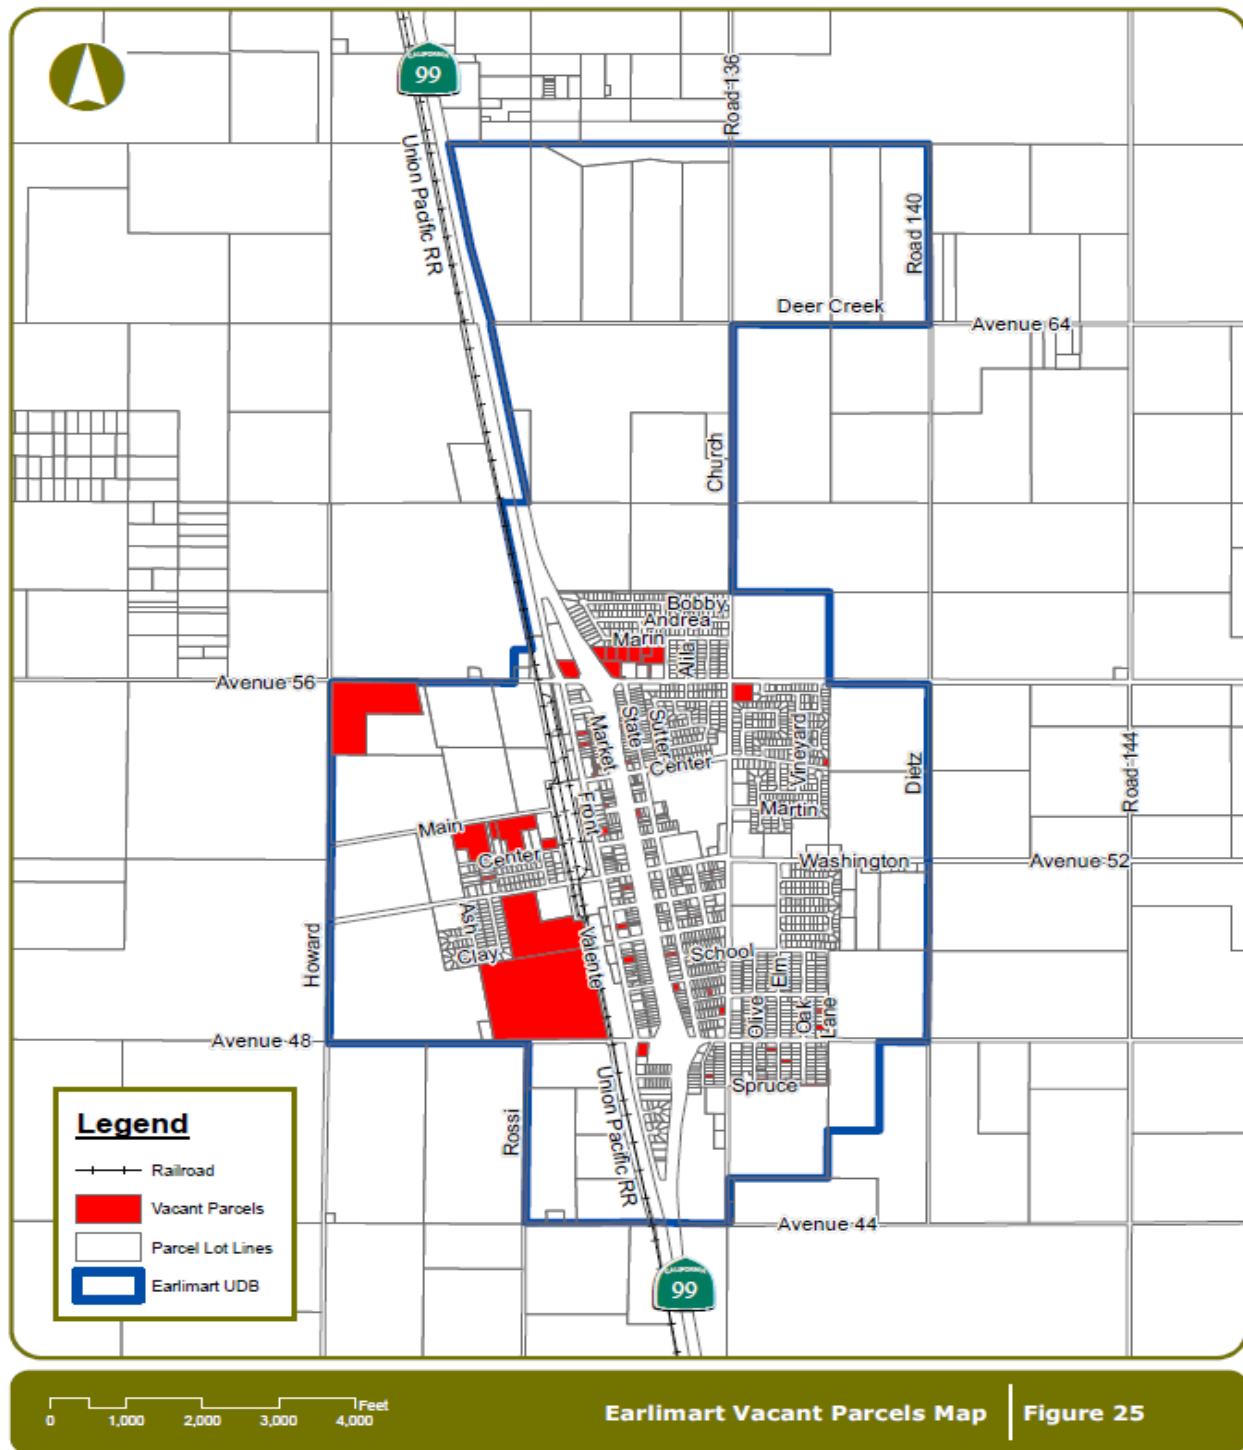 CALIFORNIA
99
Road 136
Union Pacific RR
Road 140
Deer Creek
Avenue 64
Church
Bobby
Andrea
Marin
Alila
Avenue 56
Market
State
Sutter
Center
Vineyard
Dietz
Road 144
Martin
Front
Main
Center
Washington
Avenue 52
Ash
Clay
Howard
Valente
School
Elm
Olive
Oak
Lane
Avenue 48
Spruce
Rossi
Union Pacific RR
Avenue 44
CALIFORNIA
99
Legend
Railroad
Vacant Parcels
Parcel Lot Lines
Earlimart UDB
Feet
0 1,000 2,000 3,000 4,000
Earlimart Vacant Parcels Map Figure 25